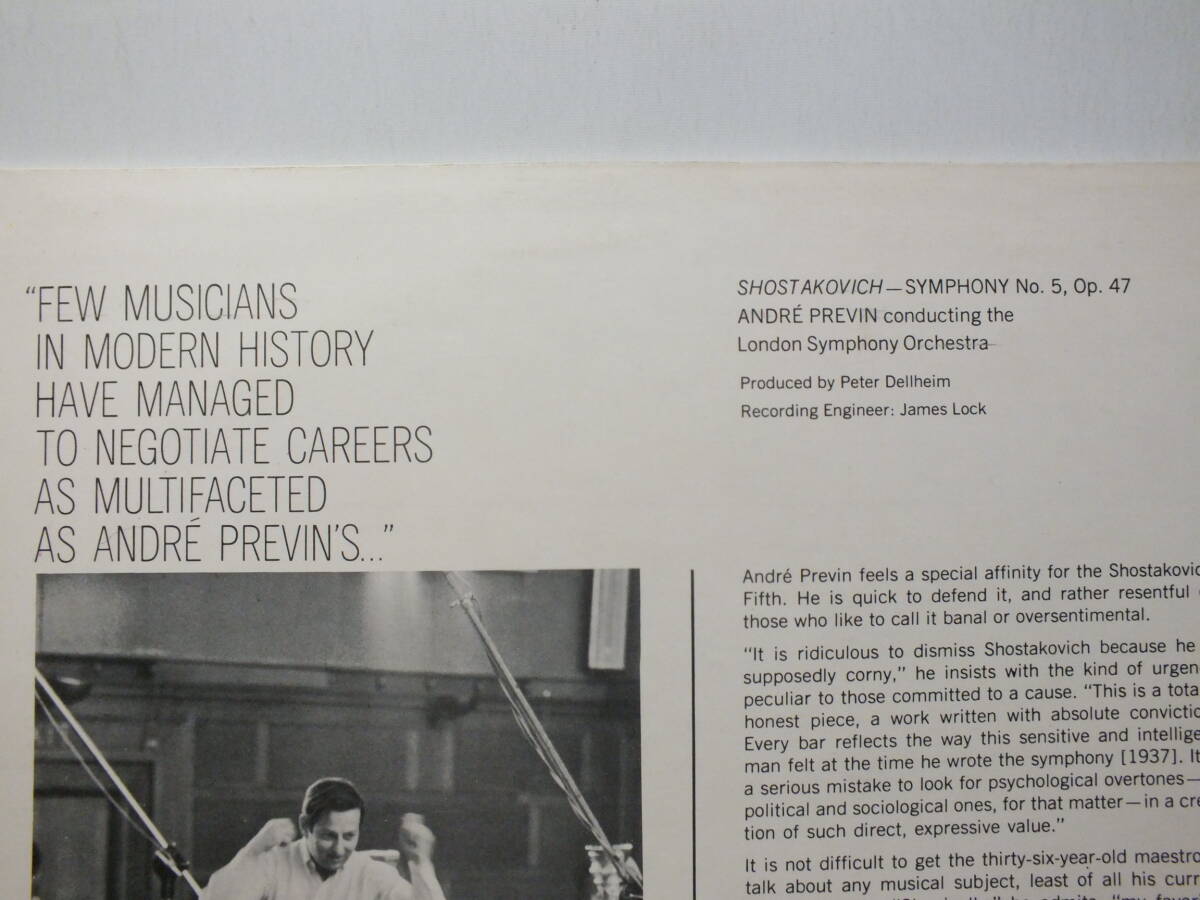 “FEW MUSICIANS
IN MODERN HISTORY
HAVE MANAGED
TO NEGOTIATE CAREERS
AS MULTIFACETED
AS ANDRÉ PREVIN'S...”
SHOSTAKOVICH—SYMPHONY No. 5, Op. 47
ANDRÉ PREVIN conducting the
London Symphony Orchestra
Produced by Peter Dellheim
Recording Engineer: James Lock
André Previn feels a special affinity for the Shostakovic
Fifth. He is quick to defend it, and rather resentful
those who like to call it banal or oversentimental.
“It is ridiculous to dismiss Shostakovich because he
supposedly corny,” he insists with the kind of urgen
peculiar to those committed to a cause. “This is a tota
honest piece, a work written with absolute convictio
Every bar reflects the way this sensitive and intellige
man felt at the time he wrote the symphony [1937]. It
a serious mistake to look for psychological overtones—
political and sociological ones, for that matter—in a cre
tion of such direct, expressive value.”
It is not difficult to get the thirty-six-year-old maestro
talk about any musical subject, least of all his curr
he admits, “my favor